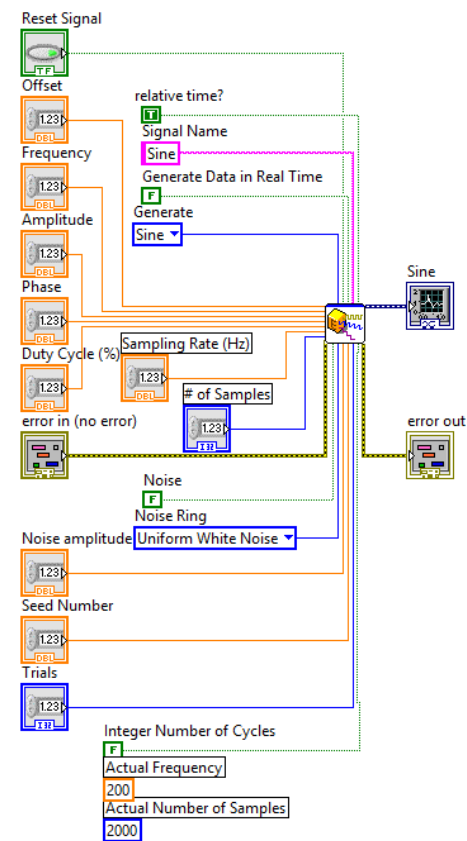 Reset Signal
TF
Offset
1.23
DBL
relative time?
T
Signal Name
Sine
Frequency
1.23
DBL
Generate Data in Real Time
F
Generate
Sine
Amplitude
1.23
DBL
Phase
1.23
DBL
Sine
Duty Cycle (%)
1.23
DBL
Sampling Rate (Hz)
1.23
DBL
# of Samples
1.23
I32
error in (no error)
error out
Noise
F
Noise Ring
Uniform White Noise
Noise amplitude
1.23
DBL
Seed Number
1.23
DBL
Trials
1.23
I32
Integer Number of Cycles
F
Actual Frequency
200
Actual Number of Samples
2000